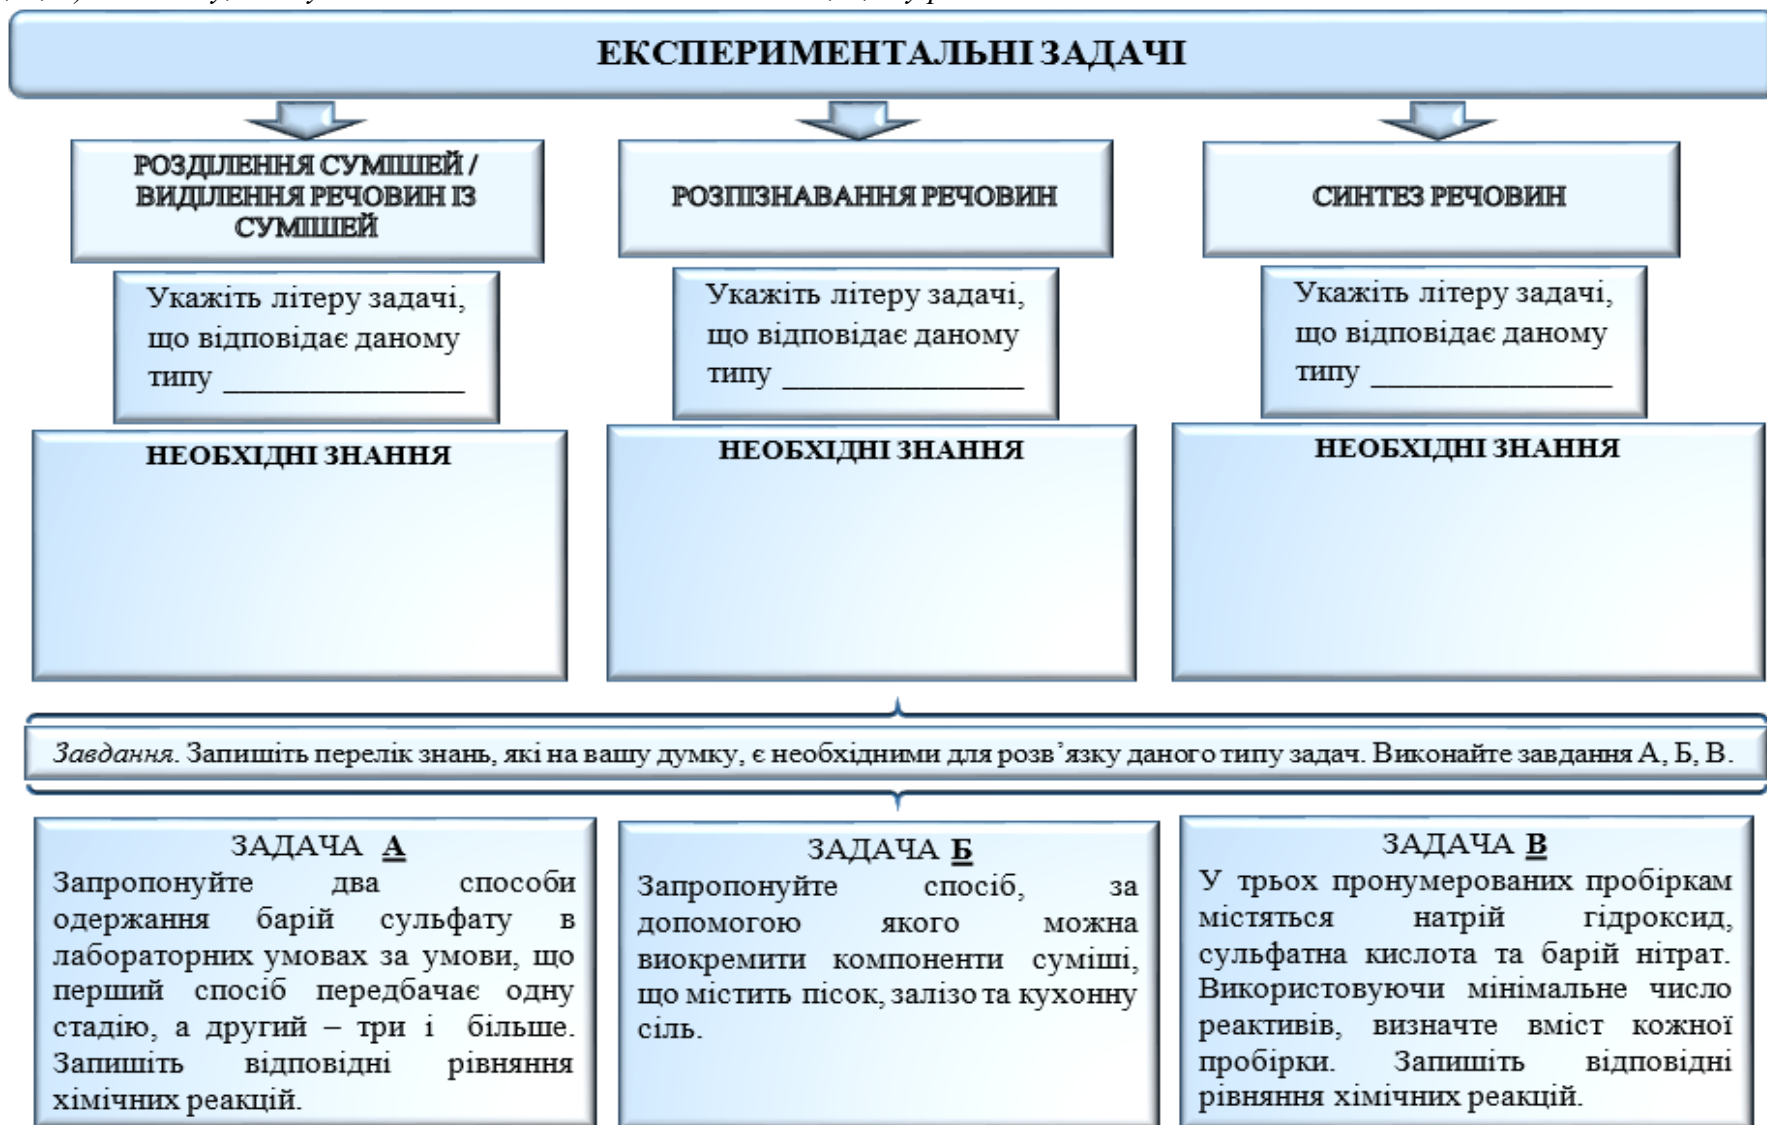 ЕКСПЕРИМЕНТАЛЬНІ ЗАДАЧІ
РОЗДІЛЕННЯ СУМІШЕЙ /
ВИДІЛЕННЯ РЕЧОВИН ІЗ
СУМІШЕЙ
Укажіть літеру задачі,
що відповідає даному
типу ______________
НЕОБХІДНІ ЗНАННЯ
РОЗПІЗНАВАННЯ РЕЧОВИН
Укажіть літеру задачі,
що відповідає даному
типу ______________
НЕОБХІДНІ ЗНАННЯ
СИНТЕЗ РЕЧОВИН
Укажіть літеру задачі,
що відповідає даному
типу ______________
НЕОБХІДНІ ЗНАННЯ
Завдання. Запишіть перелік знань, які на вашу думку, є необхідними для розв’язку даного типу задач. Виконайте завдання А, Б, В.
ЗАДАЧА А
Запропонуйте два способи
одержання барій сульфату в
лабораторних умовах за умови, що
перший спосіб передбачає одну
стадію, а другий – три і більше.
Запишіть відповідні рівняння
хімічних реакцій.
ЗАДАЧА Б
Запропонуйте спосіб, за
допомогою якого можна
виокремити компоненти суміші,
що містить пісок, залізо та кухонну
сіль.
ЗАДАЧА В
У трьох пронумерованих пробіркам
містяться натрій гідроксид,
сульфатна кислота та барій нітрат.
Використовуючи мінімальне число
реактивів, визначте вміст кожної
пробірки. Запишіть відповідні
рівняння хімічних реакцій.